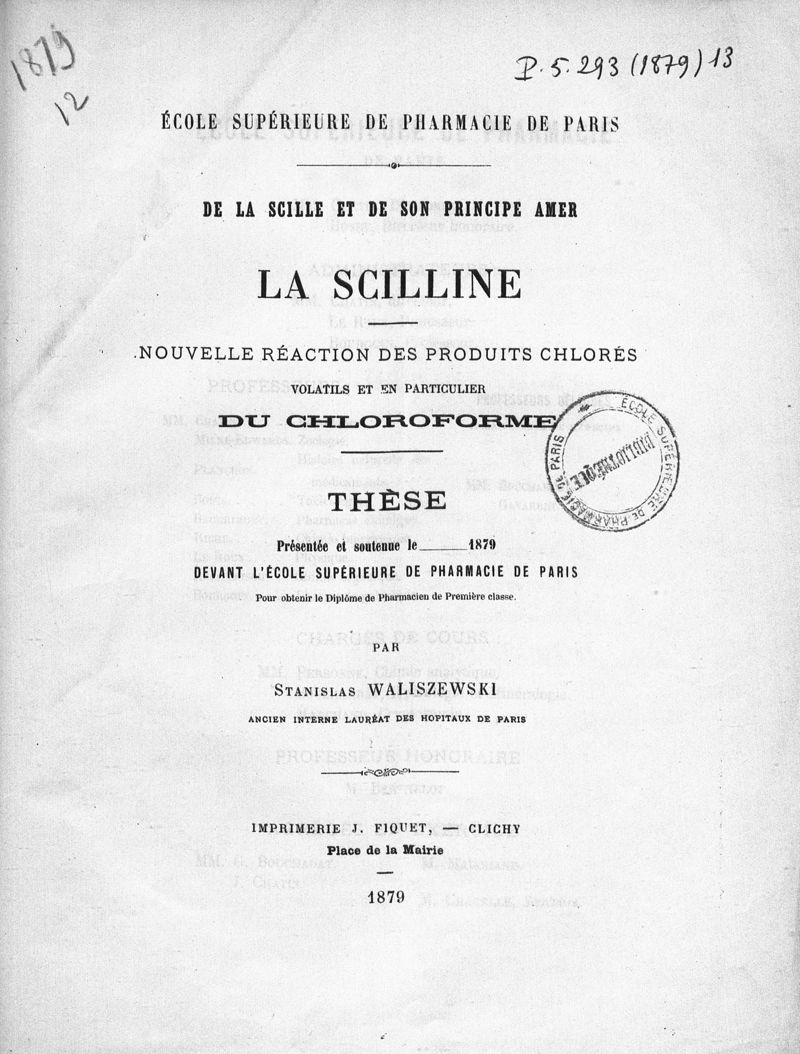 1879
12
P. 5. 293 (1879) 13
ÉCOLE SUPÉRIEURE DE PHARMACIE DE PARIS
DE LA SCILLE ET DE SON PRINCIPE AMER
LA SCILLINE
NOUVELLE RÉACTION DES PRODUITS CHLORÉS
VOLATILS ET EN PARTICULIER
DU CHLOROFORME
ÉCOLE SUPÉRIEURE DE PHARMACIE DE PARIS
BIBLIOTHÈQUE
THÈSE
Présentée et soutenue le ______ 1879
DEVANT L'ÉCOLE SUPÉRIEURE DE PHARMACIE DE PARIS
Pour obtenir le Diplôme de Pharmacien de Première classe.
PAR
STANISLAS WALISZEWSKI
ANCIEN INTERNE LAURÉAT DES HOPITAUX DE PARIS
IMPRIMERIE J. FIQUET, — CLICHY
Place de la Mairie
1879